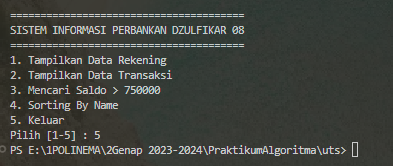 ========================================
SISTEM INFORMASI PERBANKAN DZULFIKAR 08
========================================
1. Tampilkan Data Rekening
2. Tampilkan Data Transaksi
3. Mencari Saldo > 750000
4. Sorting By Name
5. Keluar
Pilih [1-5] : 5
PS E:\1POLINEMA\2Genap 2023-2024\PraktikumAlgoritma\uts>